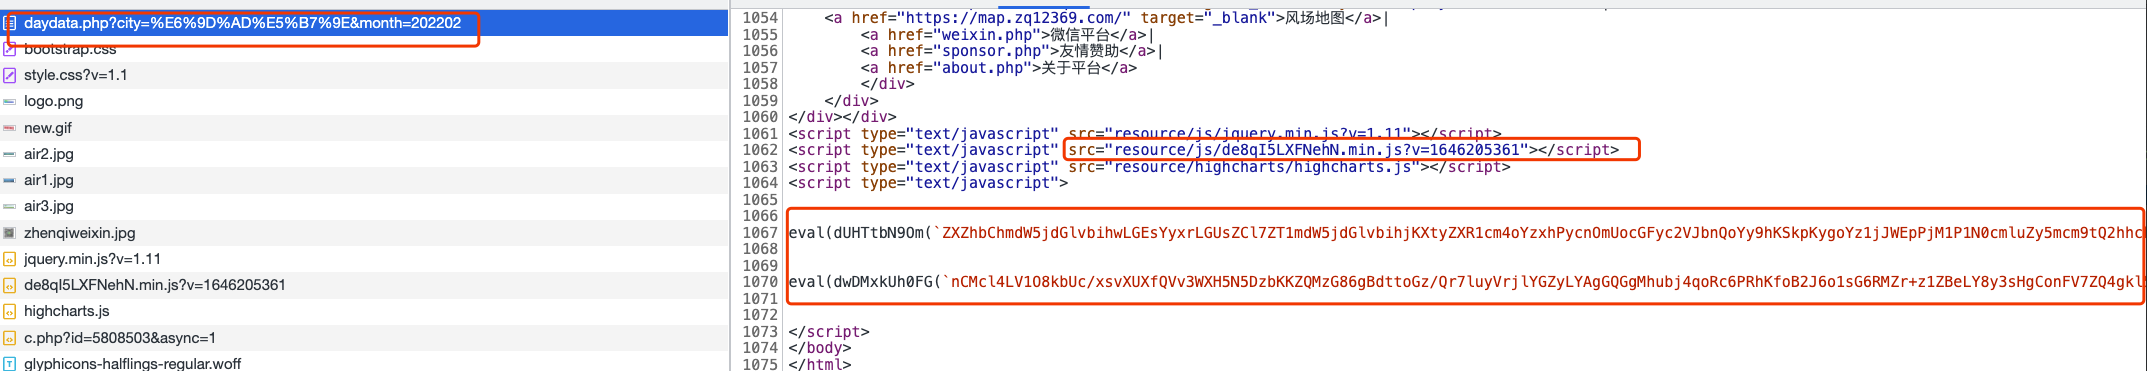 daydata.php?city=%E6%9D%AD%E5%B7%9E&month=202202
bootstrap.css
style.css?v=1.1
logo.png
new.gif
air2.jpg
air1.jpg
air3.jpg
zhenqiweixin.jpg
jquery.min.js?v=1.11
de8qI5LXFNehN.min.js?v=1646205361
highcharts.js
c.php?id=5808503&async=1
glyphicons-halflings-regular.woff
1054 <a href="https://map.zq12369.com/" target="_blank">风场地图</a>|
1055 <a href="weixin.php">微信平台</a>|
1056 <a href="sponsor.php">友情赞助</a>|
1057 <a href="about.php">关于平台</a>
1058 </div>
1059 </div>
1060 </div></div>
1061 <script type="text/javascript" src="resource/js/jquery.min.js?v=1.11"></script>
1062 <script type="text/javascript" src="resource/js/de8qI5LXFNehN.min.js?v=1646205361"></script>
1063 <script type="text/javascript" src="resource/highcharts/highcharts.js"></script>
1064 <script type="text/javascript">
1065
1066
1067 eval(dUHTtbN9Om(`ZXZhbChmdW5jdGlvbihwLGEsYyxrLGUsZCl7ZT1mdW5jdGlvbihjKXtyZXR1cm4oYzxhPycnOmUocGFyc2VJbnQoYy9hKSkpKygoYz1jJWEpPjM1P1N0cmluZy5mcm9tQ2hhc
1068
1069
1070 eval(dwDMxkUh0FG(`nCMcl4LV1O8kbUc/xsvXUXfQVv3WXH5N5DzbKKZQMzG86gBdttoGz/Qr7luyVrjlYGZyLYAgGQGgMhubj4qoRc6PRhKfoB2J6o1sG6RMZr+z1ZBeLY8y3sHgConFV7ZQ4gkl
1071
1072
1073 </script>
1074 </body>
1075 </html>